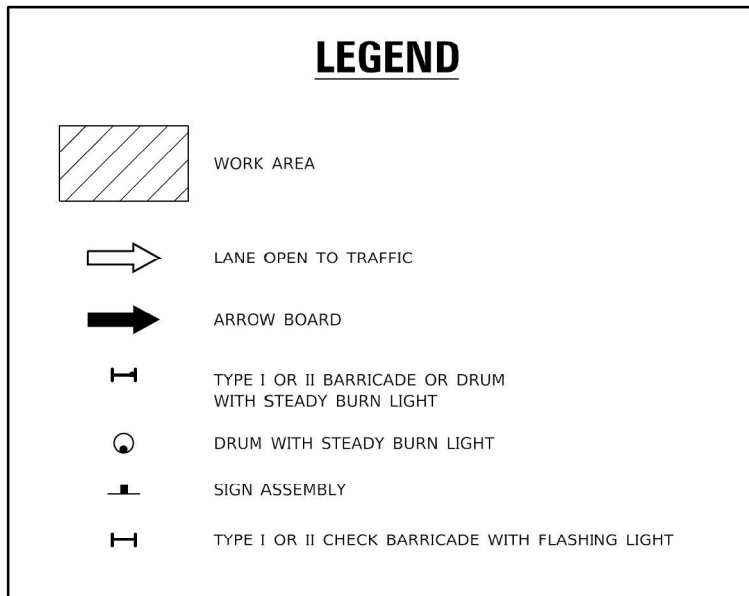 LEGEND
WORK AREA
LANE OPEN TO TRAFFIC
ARROW BOARD
TYPE I OR II BARRICADE OR DRUM
WITH STEADY BURN LIGHT
DRUM WITH STEADY BURN LIGHT
SIGN ASSEMBLY
TYPE I OR II CHECK BARRICADE WITH FLASHING LIGHT